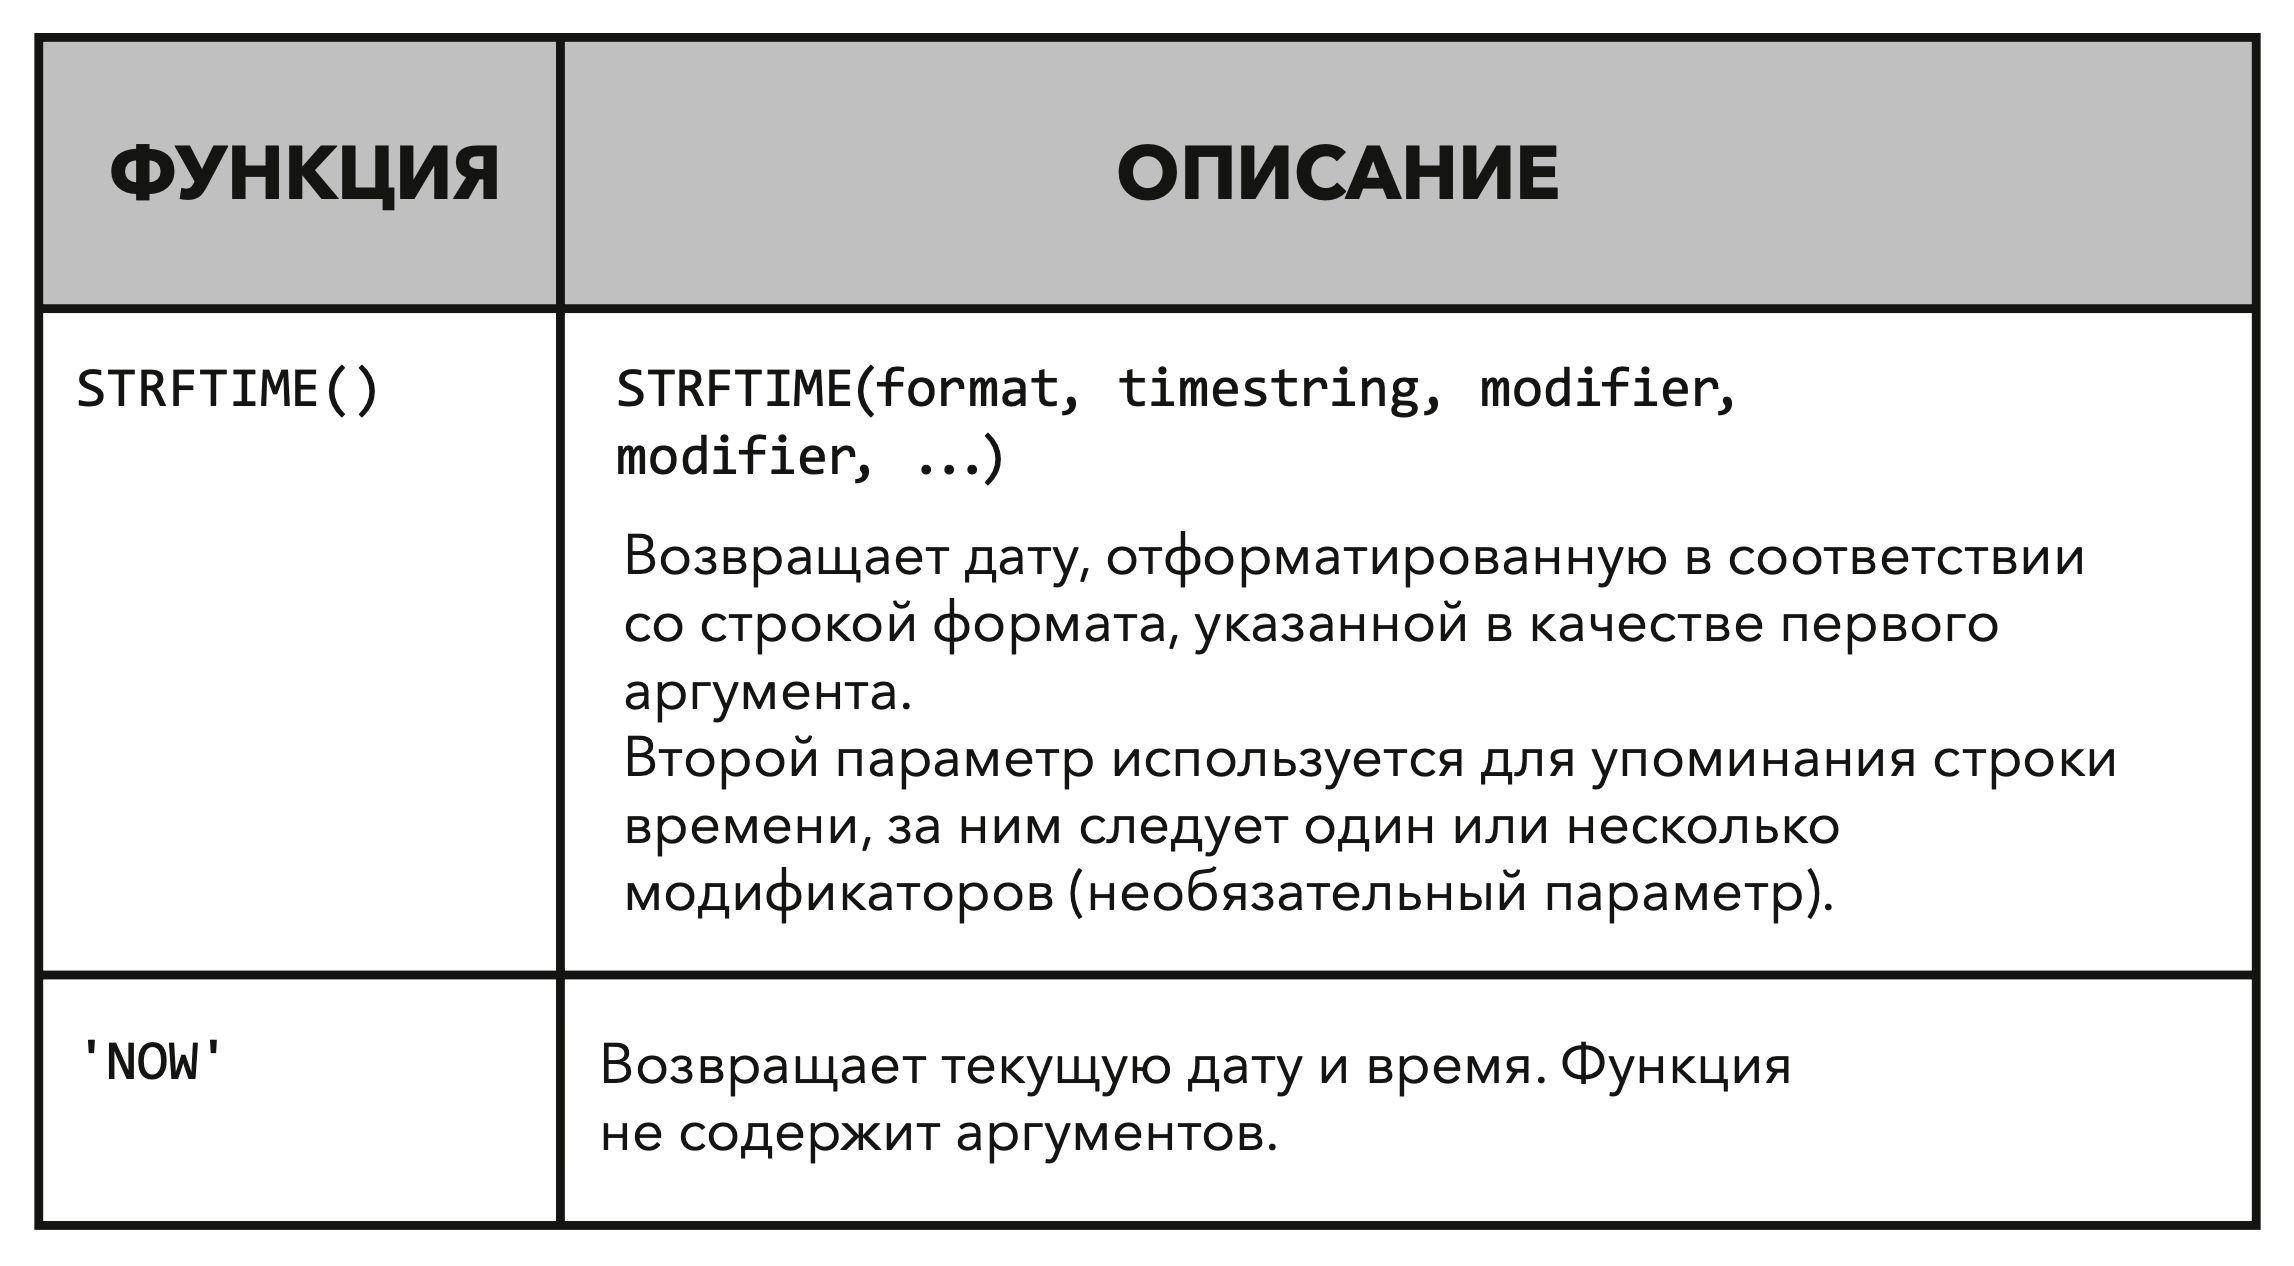 ФУНКЦИЯ
ОПИСАНИЕ
STRFTIME()
STRFTIME(format, timestring, modifier,
modifier, ...)
Возвращает дату, отформатированную в соответствии
со строкой формата, указанной в качестве первого
аргумента.
Второй параметр используется для упоминания строки
времени, за ним следует один или несколько
модификаторов (необязательный параметр).
'NOW'
Возвращает текущую дату и время. Функция
не содержит аргументов.